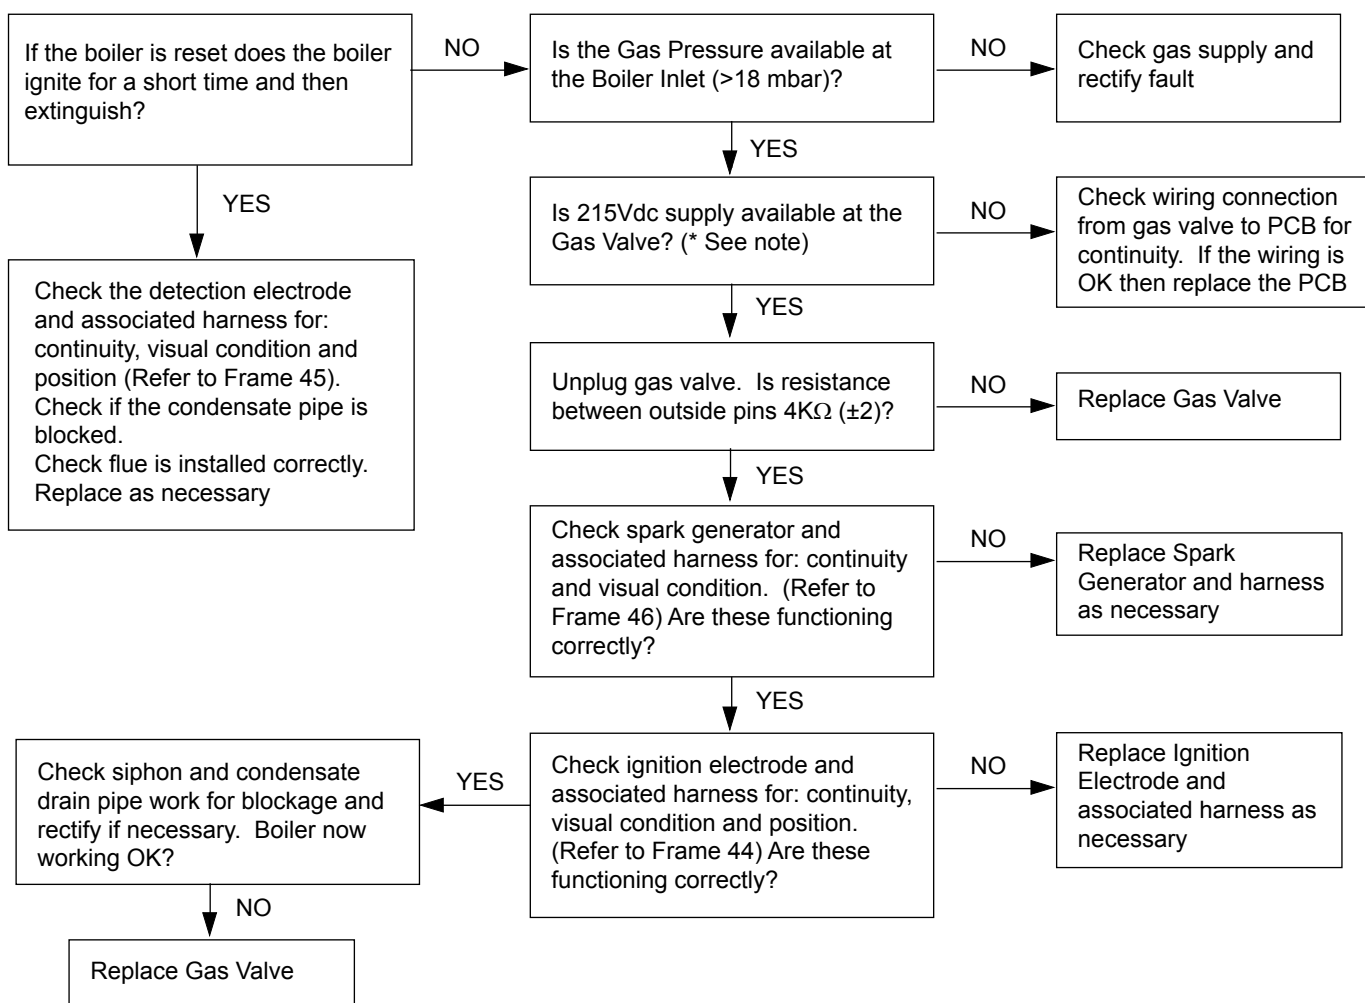 If the boiler is reset does the boiler
ignite for a short time and then
extinguish?
NO
Is the Gas Pressure available at
the Boiler Inlet (>18 mbar)?
NO
Check gas supply and
rectify fault
YES
YES
Check the detection electrode
and associated harness for:
continuity, visual condition and
position (Refer to Frame 45).
Check if the condensate pipe is
blocked.
Check flue is installed correctly.
Replace as necessary
Is 215Vdc supply available at the
Gas Valve? (* See note)
NO
Check wiring connection
from gas valve to PCB for
continuity.  If the wiring is
OK then replace the PCB
YES
Unplug gas valve.  Is resistance
between outside pins 4KΩ (±2)?
NO
Replace Gas Valve
YES
Check spark generator and
associated harness for: continuity
and visual condition.  (Refer to
Frame 46) Are these functioning
correctly?
NO
Replace Spark
Generator and harness
as necessary
YES
Check ignition electrode and
associated harness for: continuity,
visual condition and position.
(Refer to Frame 44) Are these
functioning correctly?
NO
Replace Ignition
Electrode and
associated harness as
necessary
YES
Check siphon and condensate
drain pipe work for blockage and
rectify if necessary.  Boiler now
working OK?
NO
Replace Gas Valve